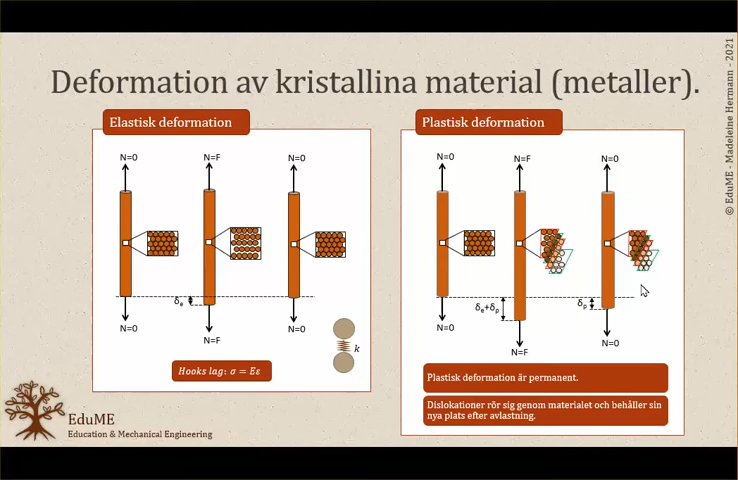 Deformation av kristallina material (metaller).
© EduME - Madeleine Hermann - 2021
Elastisk deformation
N=0
N=F
N=0
δe
N=0
N=F
N=0
k
Hooks lag: σ = Eε
Plastisk deformation
N=0
N=F
N=0
δe+δp
δp
N=0
N=F
N=0
Plastisk deformation är permanent.
Dislokationer rör sig genom materialet och behåller sin
nya plats efter avlastning.
EduME
Education & Mechanical Engineering